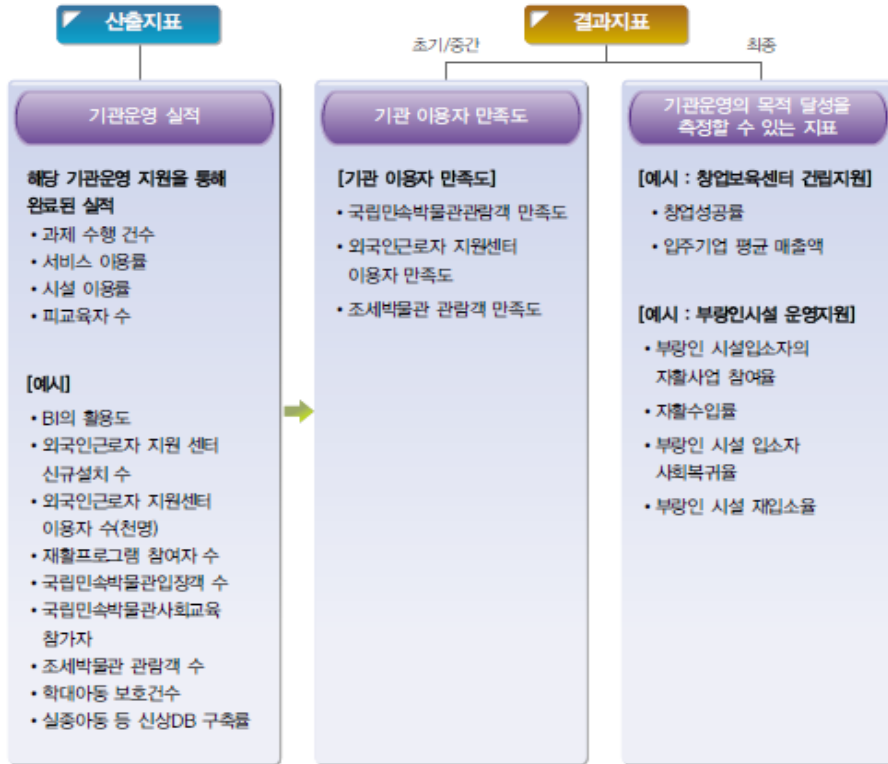 산출지표
결과지표
초기/중간
최종
기관운영 실적
해당 기관운영 지원을 통해
완료된 실적
• 과제 수행 건수
• 서비스 이용률
• 시설 이용률
• 피교육자 수
[예시]
• BI의 활용도
• 외국인근로자 지원 센터
신규설치 수
• 외국인근로자 지원센터
이용자 수(천명)
• 재활프로그램 참여자 수
• 국립민속박물관입장객 수
• 국립민속박물관사회교육
참가자
• 조세박물관 관람객 수
• 학대아동 보호건수
• 실종아동 등 신상DB 구축률
기관 이용자 만족도
[기관 이용자 만족도]
• 국립민속박물관관람객 만족도
• 외국인근로자 지원센터
이용자 만족도
• 조세박물관 관람객 만족도
기관운영의 목적 달성을
측정할 수 있는 지표
[예시 : 창업보육센터 건립지원]
• 창업성공률
• 입주기업 평균 매출액
[예시 : 부랑인시설 운영지원]
• 부랑인 시설입소자의
자활사업 참여율
• 자활수입률
• 부랑인 시설 입소자
사회복귀율
• 부랑인 시설 재입소율